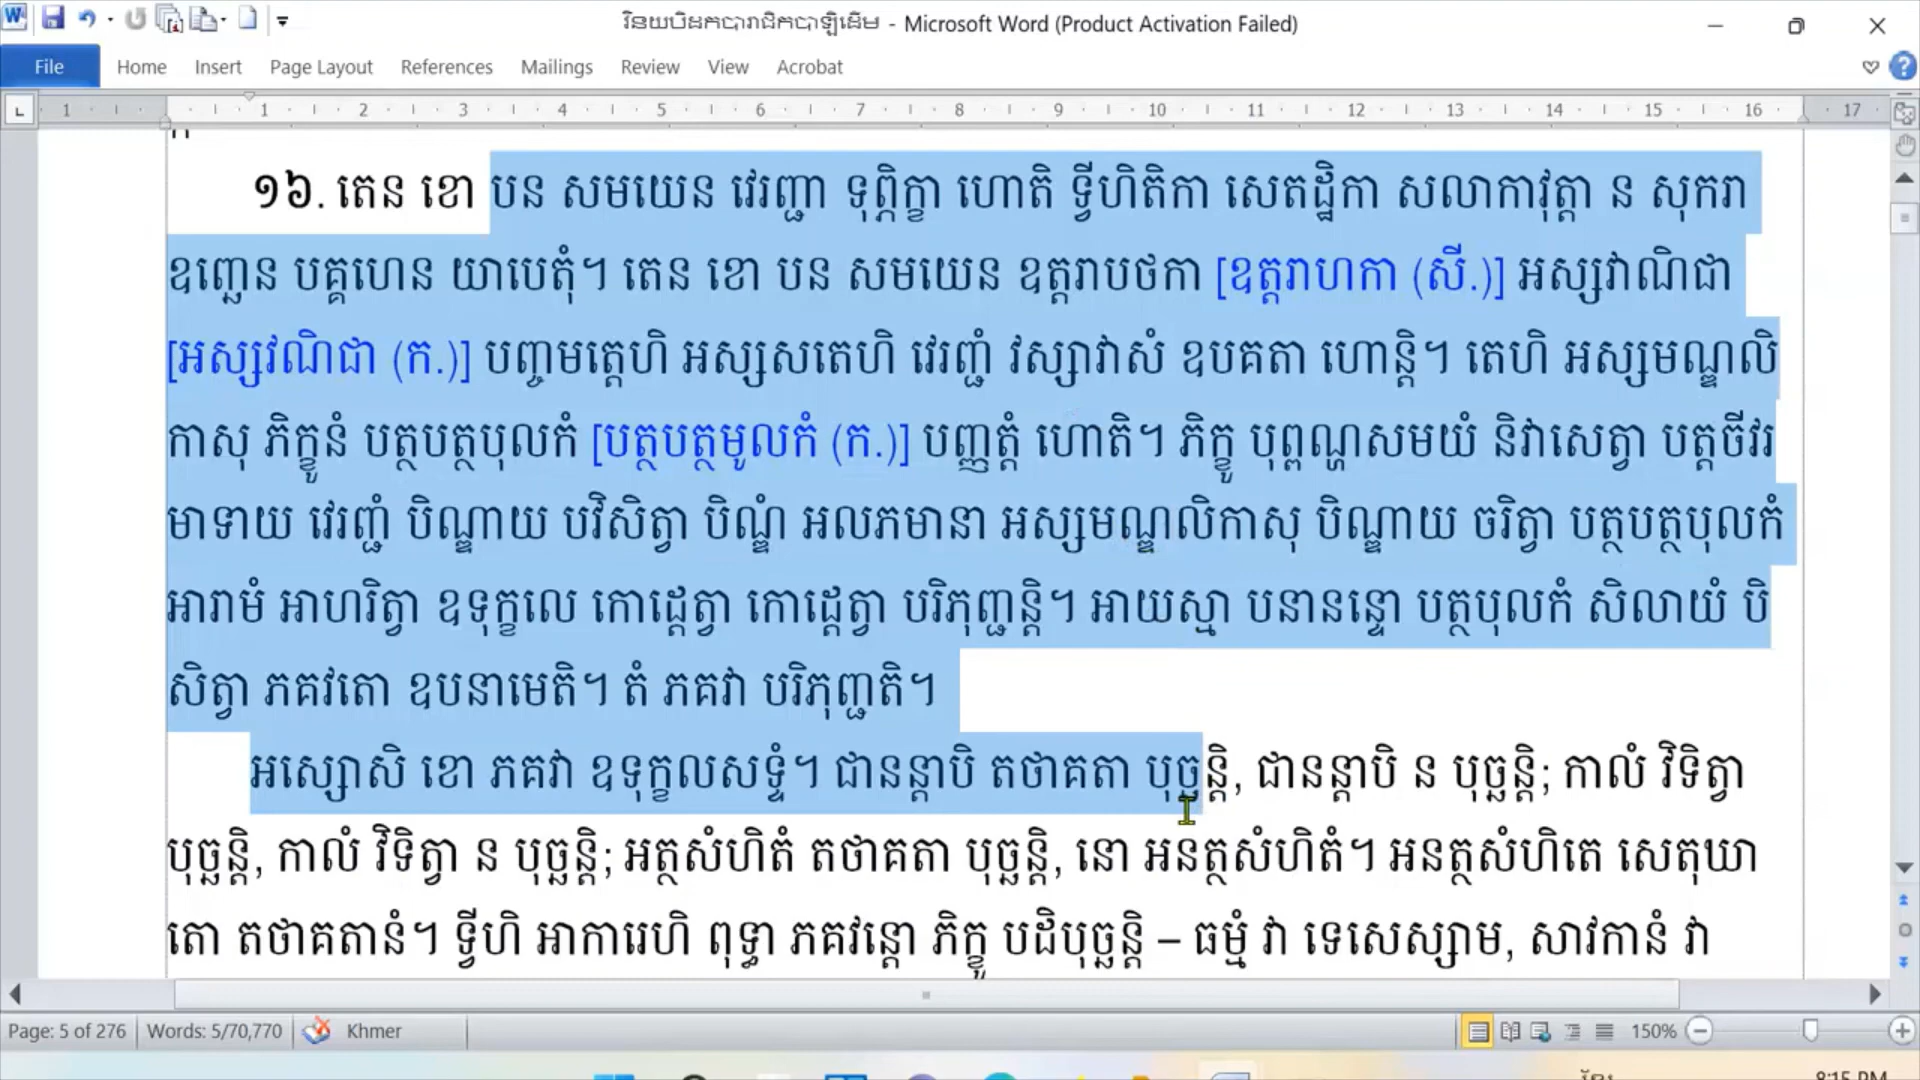 វិនយបិដកបារាជិកបាឡិដើម - Microsoft Word (Product Activation Failed)
File Home Insert Page Layout References Mailings Review View Acrobat
1 1 2 3 4 5 6 7 8 9 10 11 12 13 14 15 16 17
១៦. តេន ខោ បន សមយេន វេរញ្ជា ទុព្ភិក្ខា ហោតិ ទ្វីហិតិកា សេតដ្ឋិកា សលាកាវុត្តា ន សុករា
ឧញ្ឆេន បគ្គហេន យាបេតុំ។ តេន ខោ បន សមយេន ឧត្តរាបថកា [ឧត្តរាហកា (សី.)] អស្សវាណិជា
[អស្សវណិជា (ក.)] បញ្ចមត្តេហិ អស្សសតេហិ វេរញ្ជំ វស្សាវាសំ ឧបគតា ហោន្តិ។ តេហិ អស្សមណ្ឌលិ
កាសុ ភិក្ខូនំ បត្ថបត្ថបុលកំ [បត្ថបត្ថមូលកំ (ក.)] បញ្ញត្តំ ហោតិ។ ភិក្ខូ បុព្ពណ្ហសមយំ និវាសេត្វា បត្តចីវរ
មាទាយ វេរញ្ជំ បិណ្ឌាយ បវិសិត្វា បិណ្ឌំ អលភមានា អស្សមណ្ឌលិកាសុ បិណ្ឌាយ ចរិត្វា បត្ថបត្ថបុលកំ
អារាមំ អាហរិត្វា ឧទុក្ខលេ កោដ្ដេត្វា កោដ្ដេត្វា បរិភុញ្ជន្តិ។ អាយស្មា បនានន្ទោ បត្ថបុលកំ សិលាយំ បិ
សិត្វា ភគវតោ ឧបនាមេតិ។ តំ ភគវា បរិភុញ្ជតិ។
អស្សោសិ ខោ ភគវា ឧទុក្ខលសទ្ទំ។ ជានន្តាបិ តថាគតា បុច្ឆន្តិ, ជានន្តាបិ ន បុច្ឆន្តិ; កាលំ វិទិត្វា
បុច្ឆន្តិ, កាលំ វិទិត្វា ន បុច្ឆន្តិ; អត្ថសំហិតំ តថាគតា បុច្ឆន្តិ, នោ អនត្ថសំហិតំ។ អនត្ថសំហិតេ សេតុឃា
តោ តថាគតានំ។ ទ្វីហិ អាការេហិ ពុទ្ធា ភគវន្តោ ភិក្ខូ បដិបុច្ឆន្តិ – ធម្មំ វា ទេសេស្សាម, សាវកានំ វា
Page: 5 of 276 Words: 5/70,770 Khmer 150%
8:15 PM